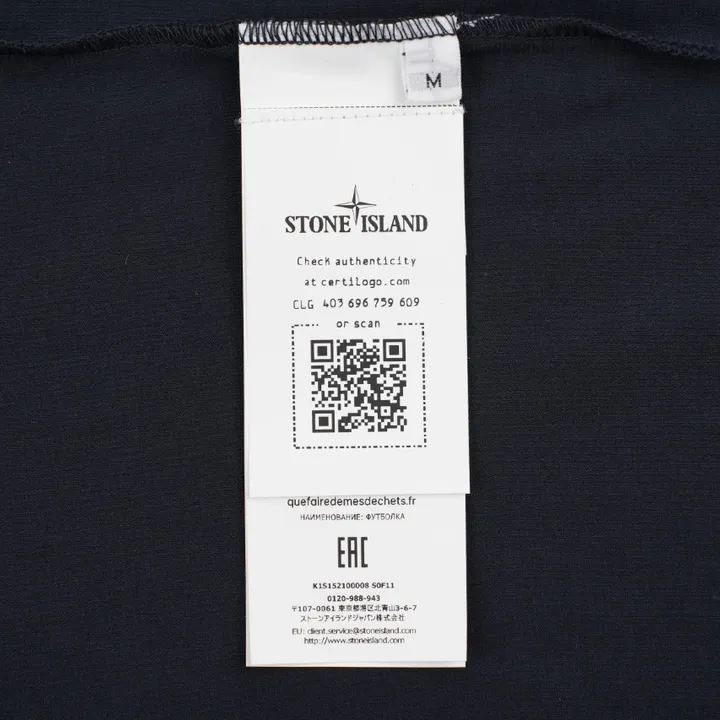 M
STONE ISLAND
Check authenticity
at certilogo.com
CLG 403 696 759 609
or scan
quefairedemesdechets.fr
НАИМЕНОВАНИЕ: ФУТБОЛКА
EAC
K1S152100008 S0F11
0120-988-943
〒107-0061 東京都港区北青山3-6-7
ストーンアイランドジャパン株式会社
EU: client.service@stoneisland.com
http://www.stoneisland.com